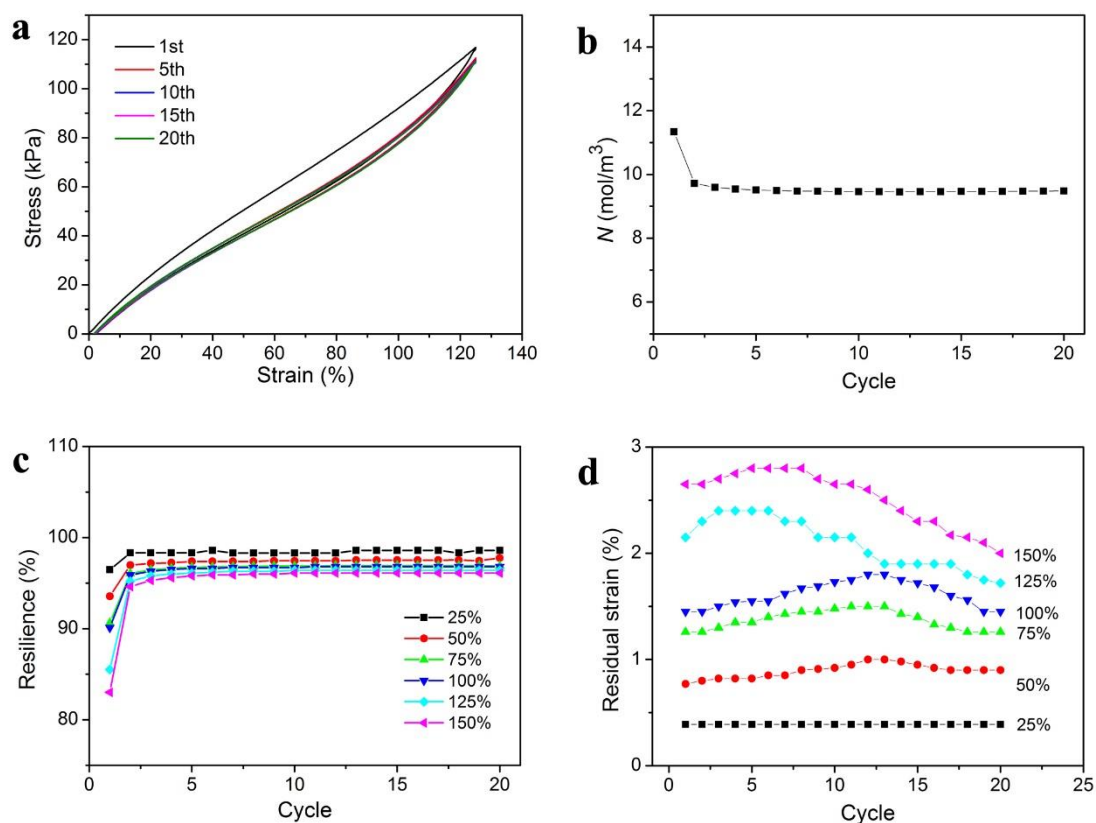 a
120
100
80
60
40
20
0
Stress (kPa)
1st
5th
10th
15th
20th
0 20 40 60 80 100 120 140
Strain (%)
b
14
12
10
8
6
N (mol/m³)
0 5 10 15 20
Cycle
c
110
100
90
80
Resilience (%)
25%
50%
75%
100%
125%
150%
0 5 10 15 20
Cycle
d
3
2
1
0
Residual strain (%)
150%
125%
100%
75%
50%
25%
0 5 10 15 20 25
Cycle